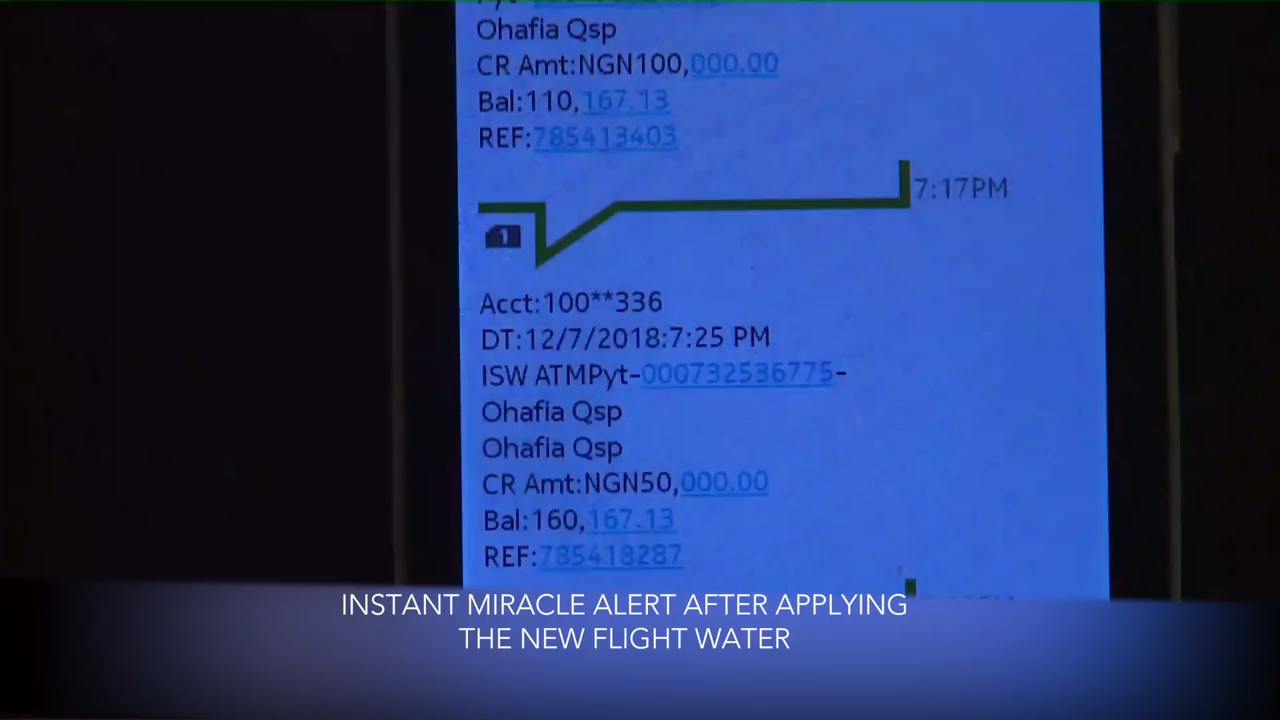 Ohafia Qsp
CR Amt:NGN100,000.00
Bal:110,167.13
REF:785413403
7:17PM
1
Acct:100**336
DT:12/7/2018:7:25 PM
ISW ATMPyt-000732536775-
Ohafia Qsp
Ohafia Qsp
CR Amt:NGN50,000.00
Bal:160,167.13
REF:785418287
INSTANT MIRACLE ALERT AFTER APPLYING
THE NEW FLIGHT WATER